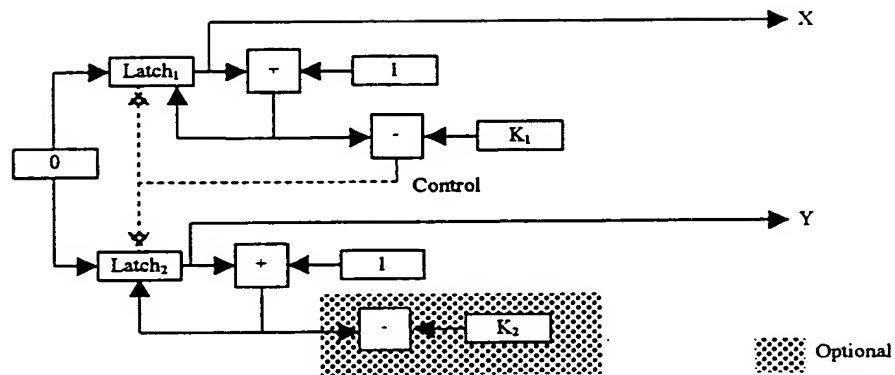 X
Latch₁
+
1
-
K₁
0
Control
Y
Latch₂
+
1
-
K₂
Optional